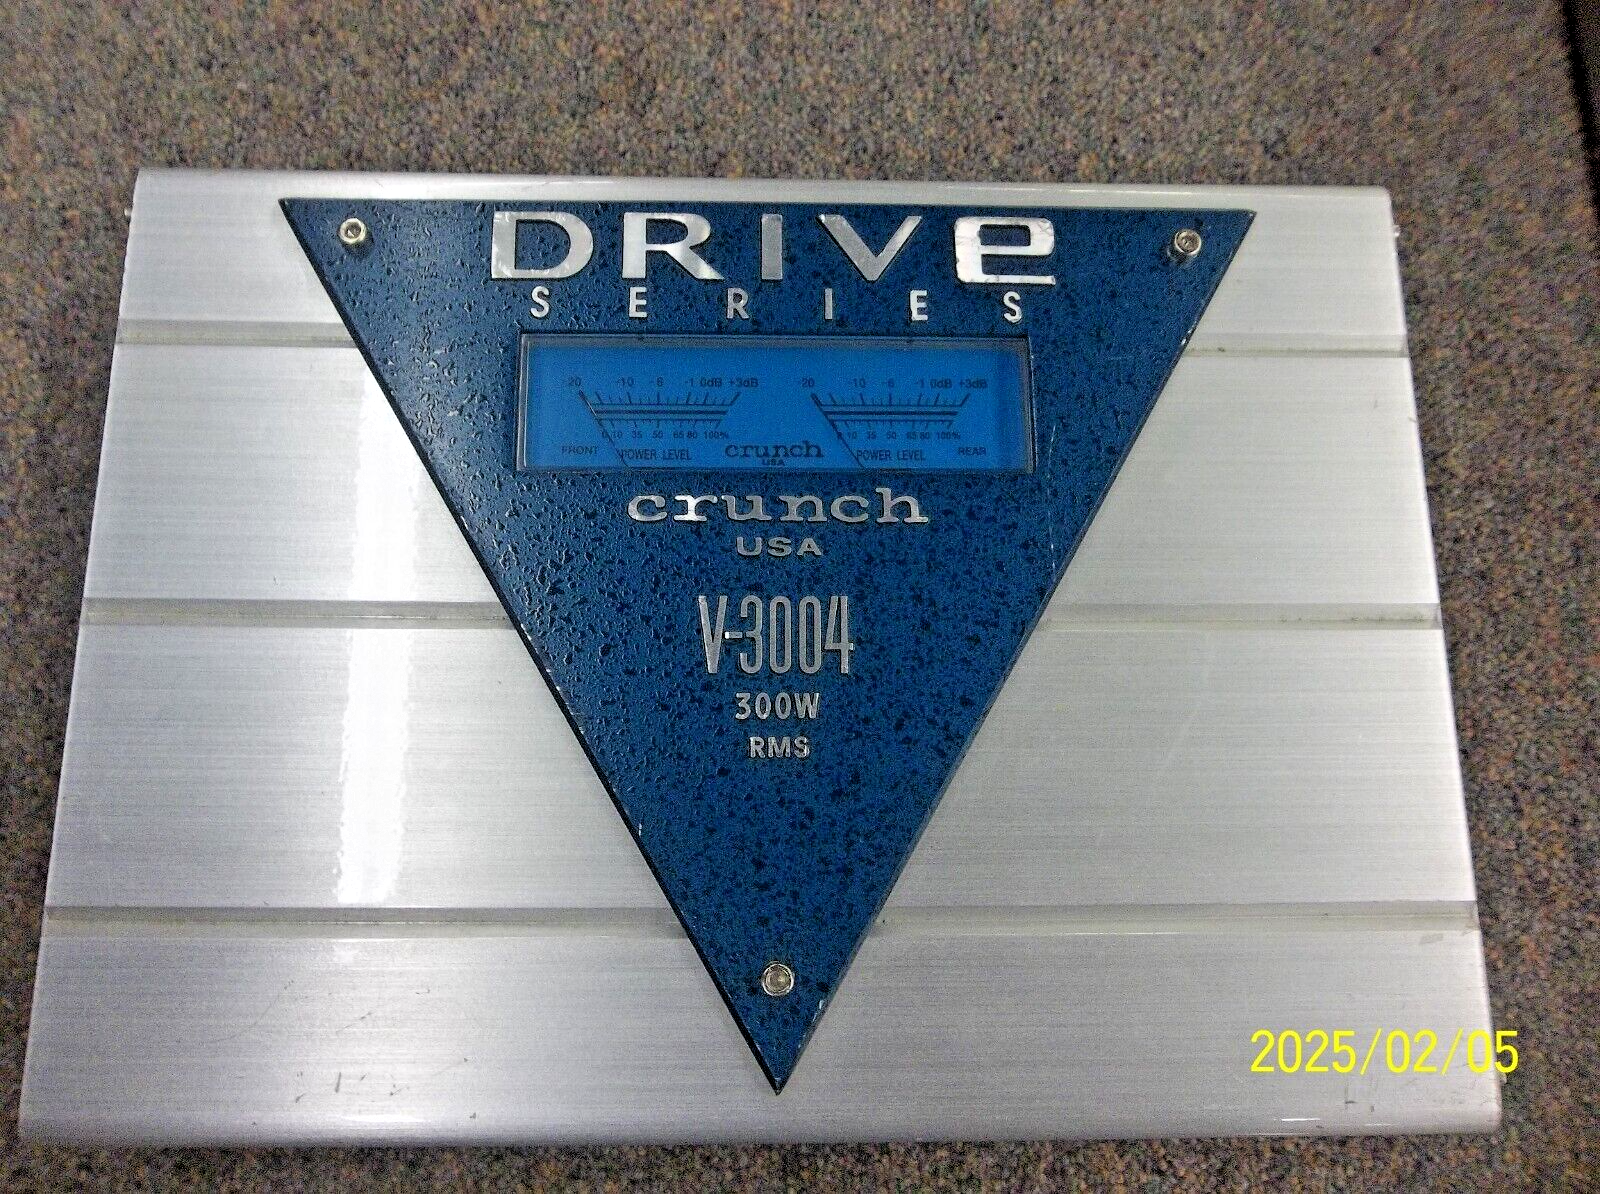 DRIVe
SERIES
-20 -10 -6 -1 0dB +3dB -20 -10 -6 -1 0dB +3dB
0 10 35 50 65 80 100% 0 10 35 50 65 80 100%
FRONT POWER LEVEL crunch POWER LEVEL REAR
USA
crunch
USA
V-3004
300W
RMS
2025/02/05